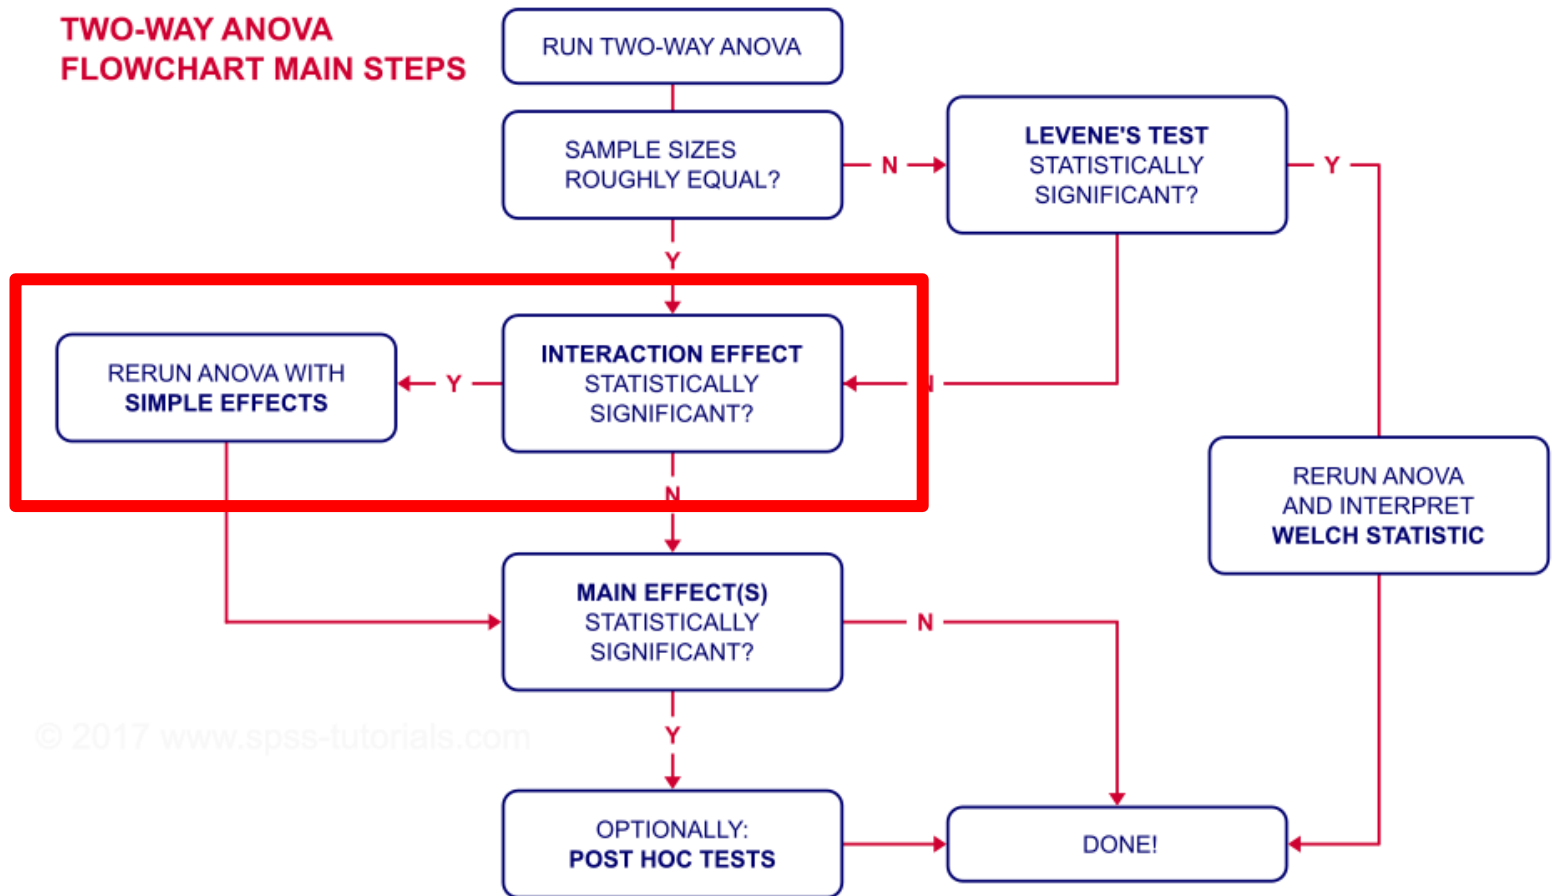 TWO-WAY ANOVA
FLOWCHART MAIN STEPS
RUN TWO-WAY ANOVA
SAMPLE SIZES
ROUGHLY EQUAL?
N
LEVENE'S TEST
STATISTICALLY
SIGNIFICANT?
Y
Y
RERUN ANOVA WITH
SIMPLE EFFECTS
Y
INTERACTION EFFECT
STATISTICALLY
SIGNIFICANT?
N
N
RERUN ANOVA
AND INTERPRET
WELCH STATISTIC
MAIN EFFECT(S)
STATISTICALLY
SIGNIFICANT?
N
Y
© 2017 www.spss-tutorials.com
OPTIONALLY:
POST HOC TESTS
DONE!